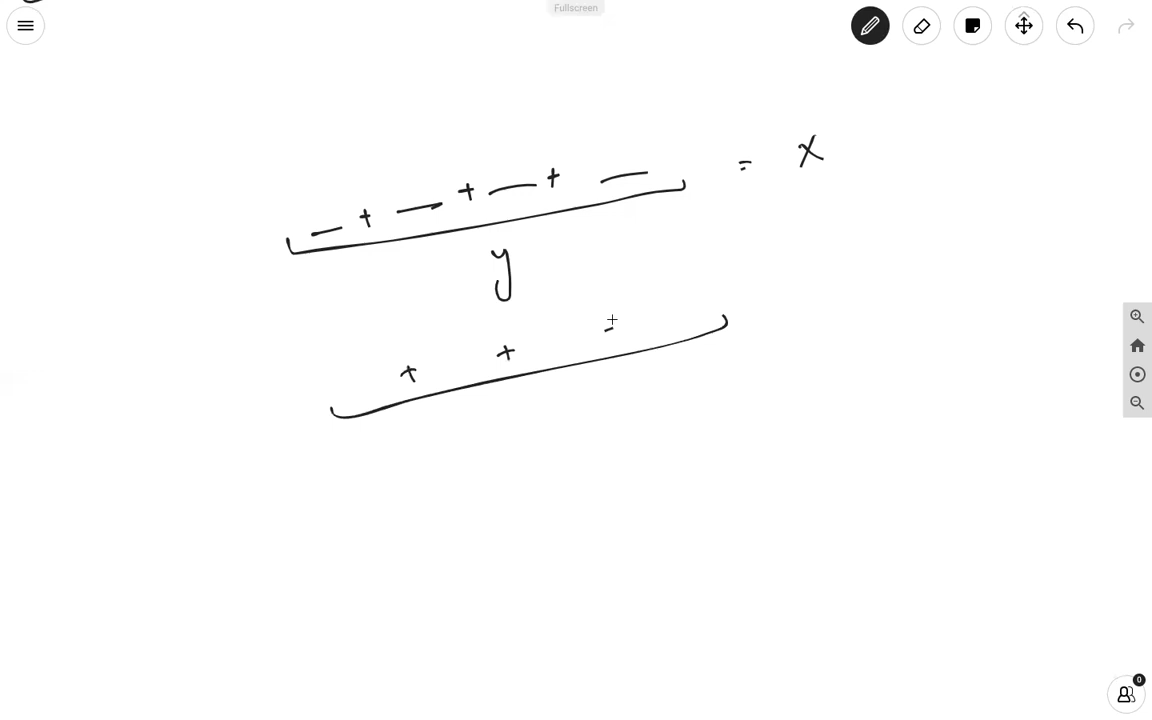 Fullscreen
_ + _ + _ + _ = x
y
+ + -
0